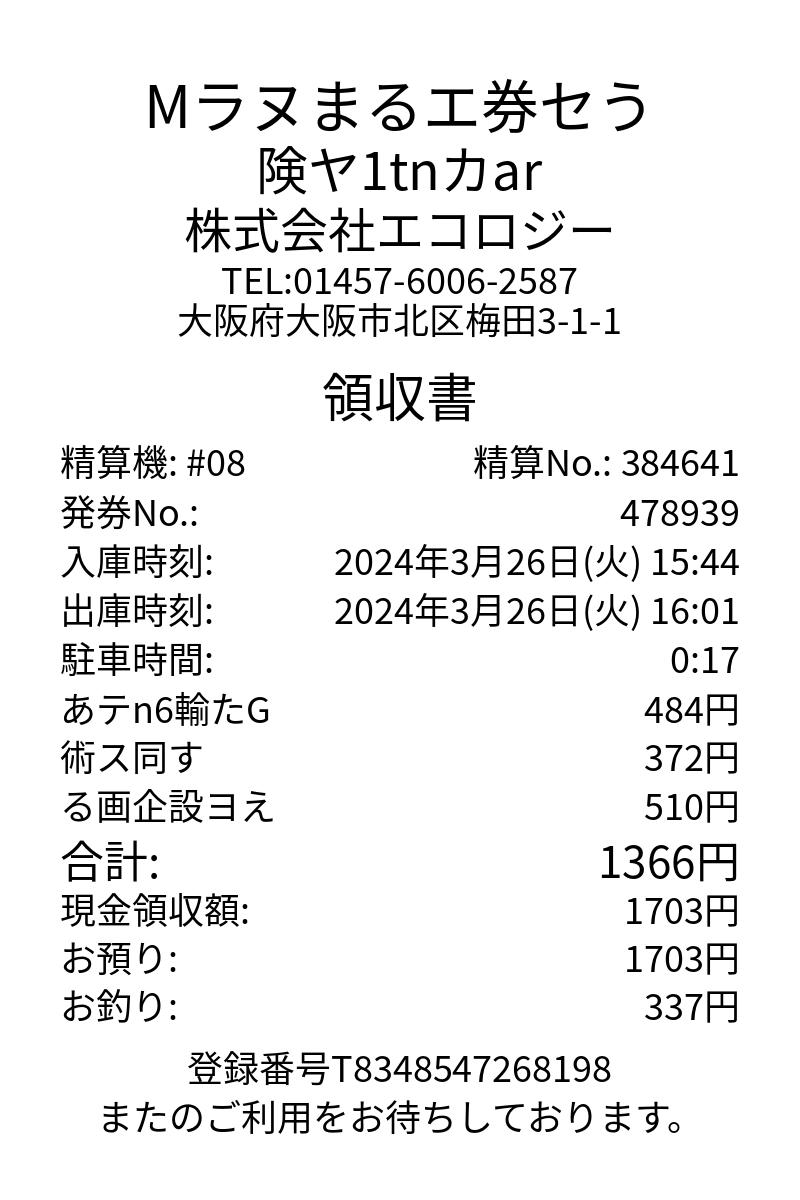 Mラヌまるエ券セう
険ヤ1tnカar
株式会社エコロジー
TEL:01457-6006-2587
大阪府大阪市北区梅田3-1-1
領収書
精算機: #08 精算No.: 384641
発券No.: 478939
入庫時刻: 2024年3月26日(火) 15:44
出庫時刻: 2024年3月26日(火) 16:01
駐車時間: 0:17
あテn6輸たG 484円
術ス同す 372円
る画企設ヨえ 510円
合計: 1366円
現金領収額: 1703円
お預り: 1703円
お釣り: 337円
登録番号T8348547268198
またのご利用をお待ちしております。